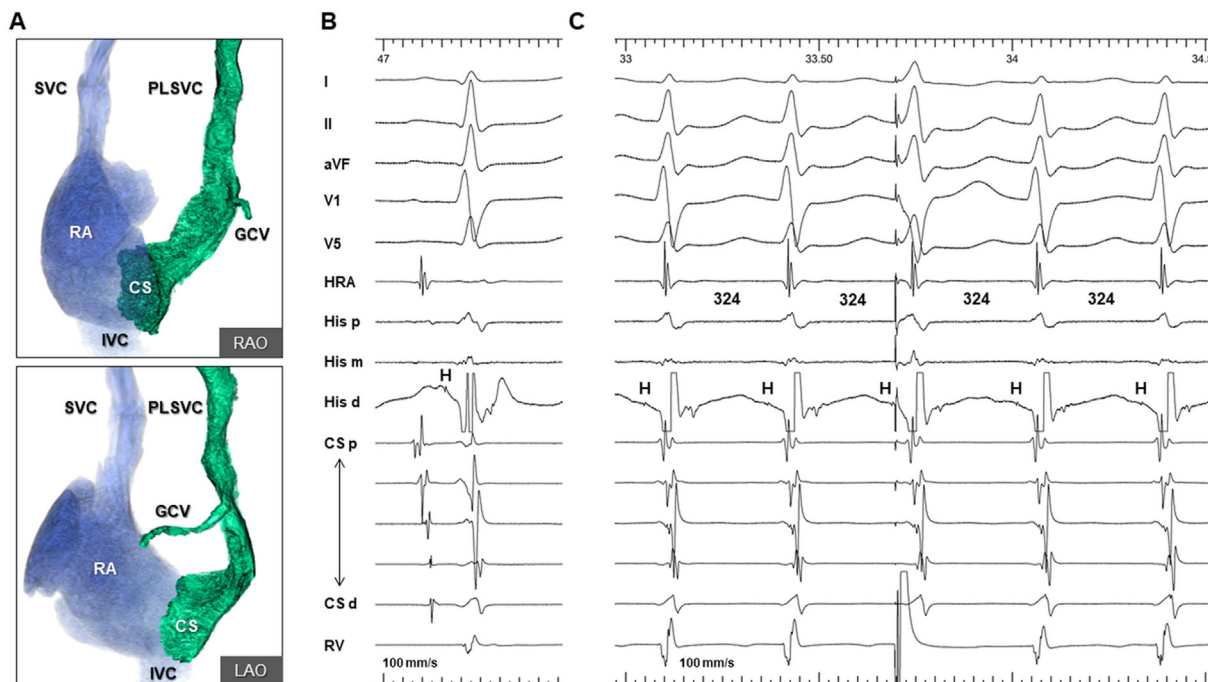 A
SVC
PLSVC
RA
GCV
CS
IVC
RAO
SVC
PLSVC
GCV
RA
CS
IVC
LAO
B
47
I
II
aVF
V1
V5
HRA
His p
His m
His d
H
CS p
CS d
RV
100 mm/s
C
33 33.50 34 34.5
324 324 324 324
H H H H H
100 mm/s